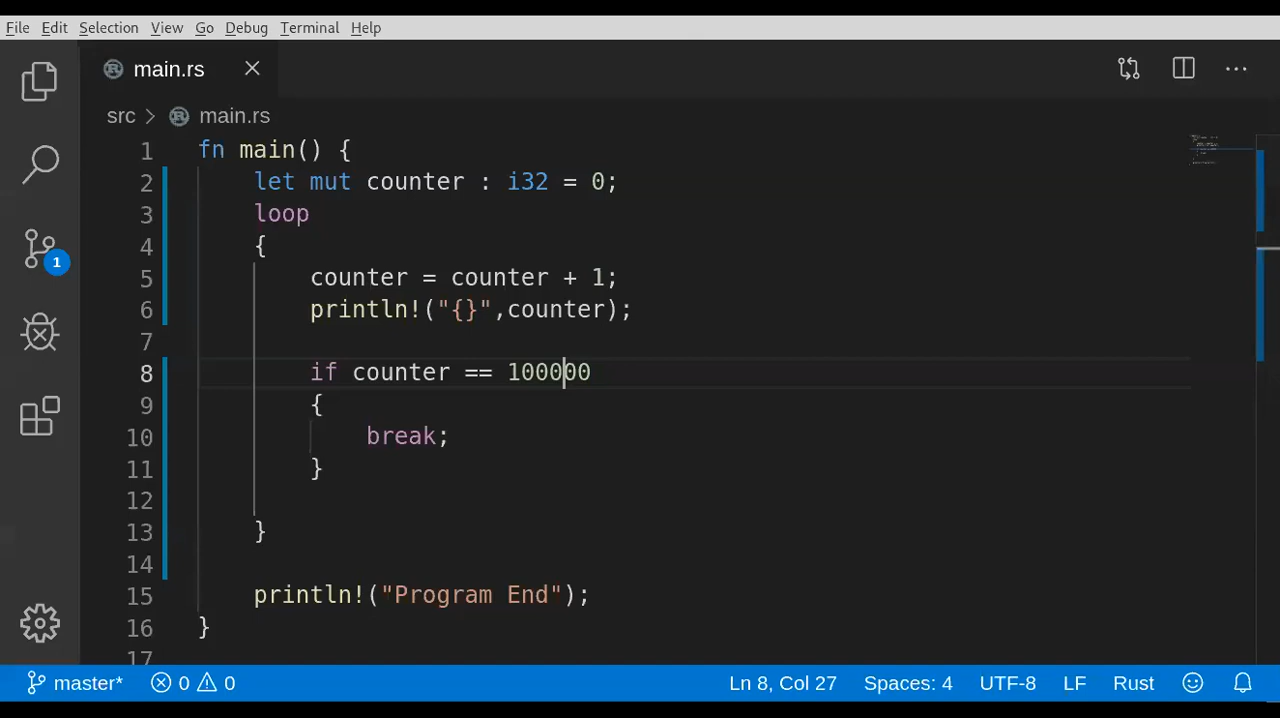 File Edit Selection View Go Debug Terminal Help
main.rs
src > main.rs
1 fn main() {
2 let mut counter : i32 = 0;
3 loop
4 {
5 counter = counter + 1;
6 println!("{}",counter);
7
8 if counter == 100000
9 {
10 break;
11 }
12
13 }
14
15 println!("Program End");
16 }
17
1
master* 0 0 Ln 8, Col 27 Spaces: 4 UTF-8 LF Rust